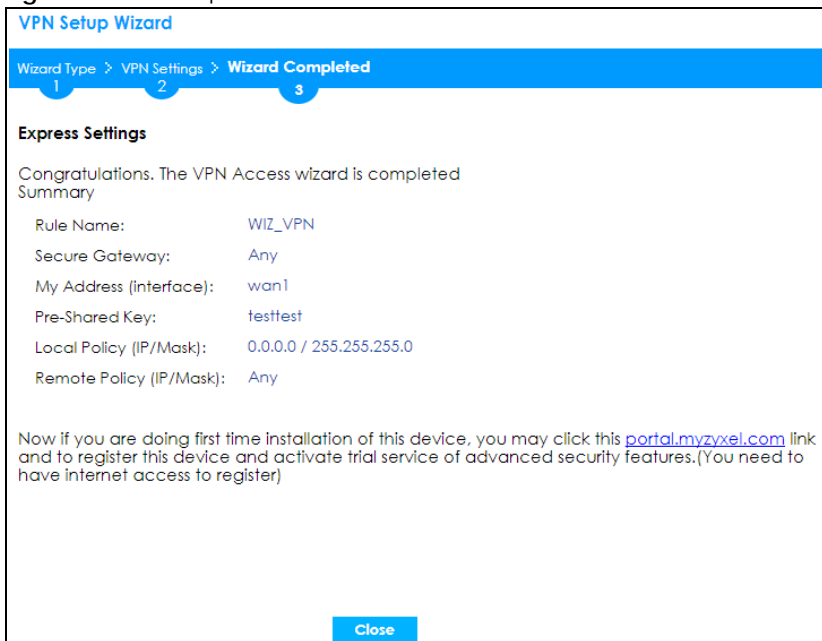 VPN Setup Wizard
Wizard Type > VPN Settings > Wizard Completed
1 2 3
Express Settings
Congratulations. The VPN Access wizard is completed
Summary
Rule Name: WIZ_VPN
Secure Gateway: Any
My Address (interface): wan1
Pre-Shared Key: testtest
Local Policy (IP/Mask): 0.0.0.0 / 255.255.255.0
Remote Policy (IP/Mask): Any
Now if you are doing first time installation of this device, you may click this portal.myzyxel.com link
and to register this device and activate trial service of advanced security features.(You need to
have internet access to register)
Close